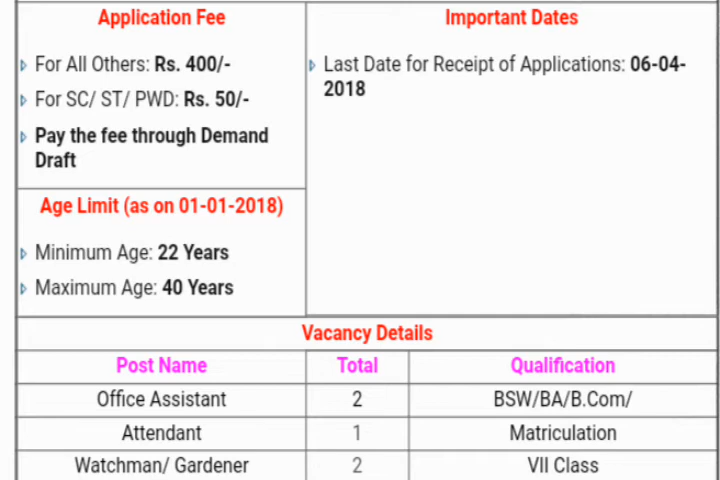 Application Fee
For All Others: Rs. 400/-
For SC/ ST/ PWD: Rs. 50/-
Pay the fee through Demand
Draft
Important Dates
Last Date for Receipt of Applications: 06-04-
2018
Age Limit (as on 01-01-2018)
Minimum Age: 22 Years
Maximum Age: 40 Years
Vacancy Details
Post Name Total Qualification
Office Assistant 2 BSW/BA/B.Com/
Attendant 1 Matriculation
Watchman/ Gardener 2 VII Class